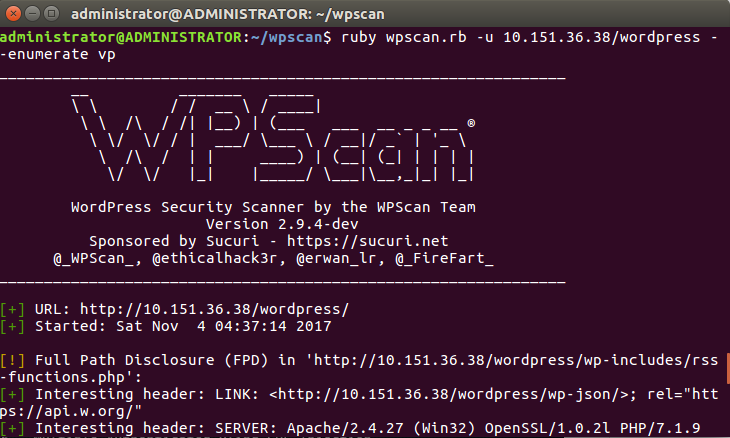 administrator@ADMINISTRATOR: ~/wpscan
administrator@ADMINISTRATOR:~/wpscan$ ruby wpscan.rb -u 10.151.36.38/wordpress -
-enumerate vp
WPScan ®
WordPress Security Scanner by the WPScan Team
Version 2.9.4-dev
Sponsored by Sucuri - https://sucuri.net
@_WPScan_, @ethicalhack3r, @erwan_lr, @_FireFart_
[+] URL: http://10.151.36.38/wordpress/
[+] Started: Sat Nov  4 04:37:14 2017
[!] Full Path Disclosure (FPD) in 'http://10.151.36.38/wordpress/wp-includes/rss
-functions.php':
[+] Interesting header: LINK: <http://10.151.36.38/wordpress/wp-json/>; rel="htt
ps://api.w.org/"
[+] Interesting header: SERVER: Apache/2.4.27 (Win32) OpenSSL/1.0.2l PHP/7.1.9